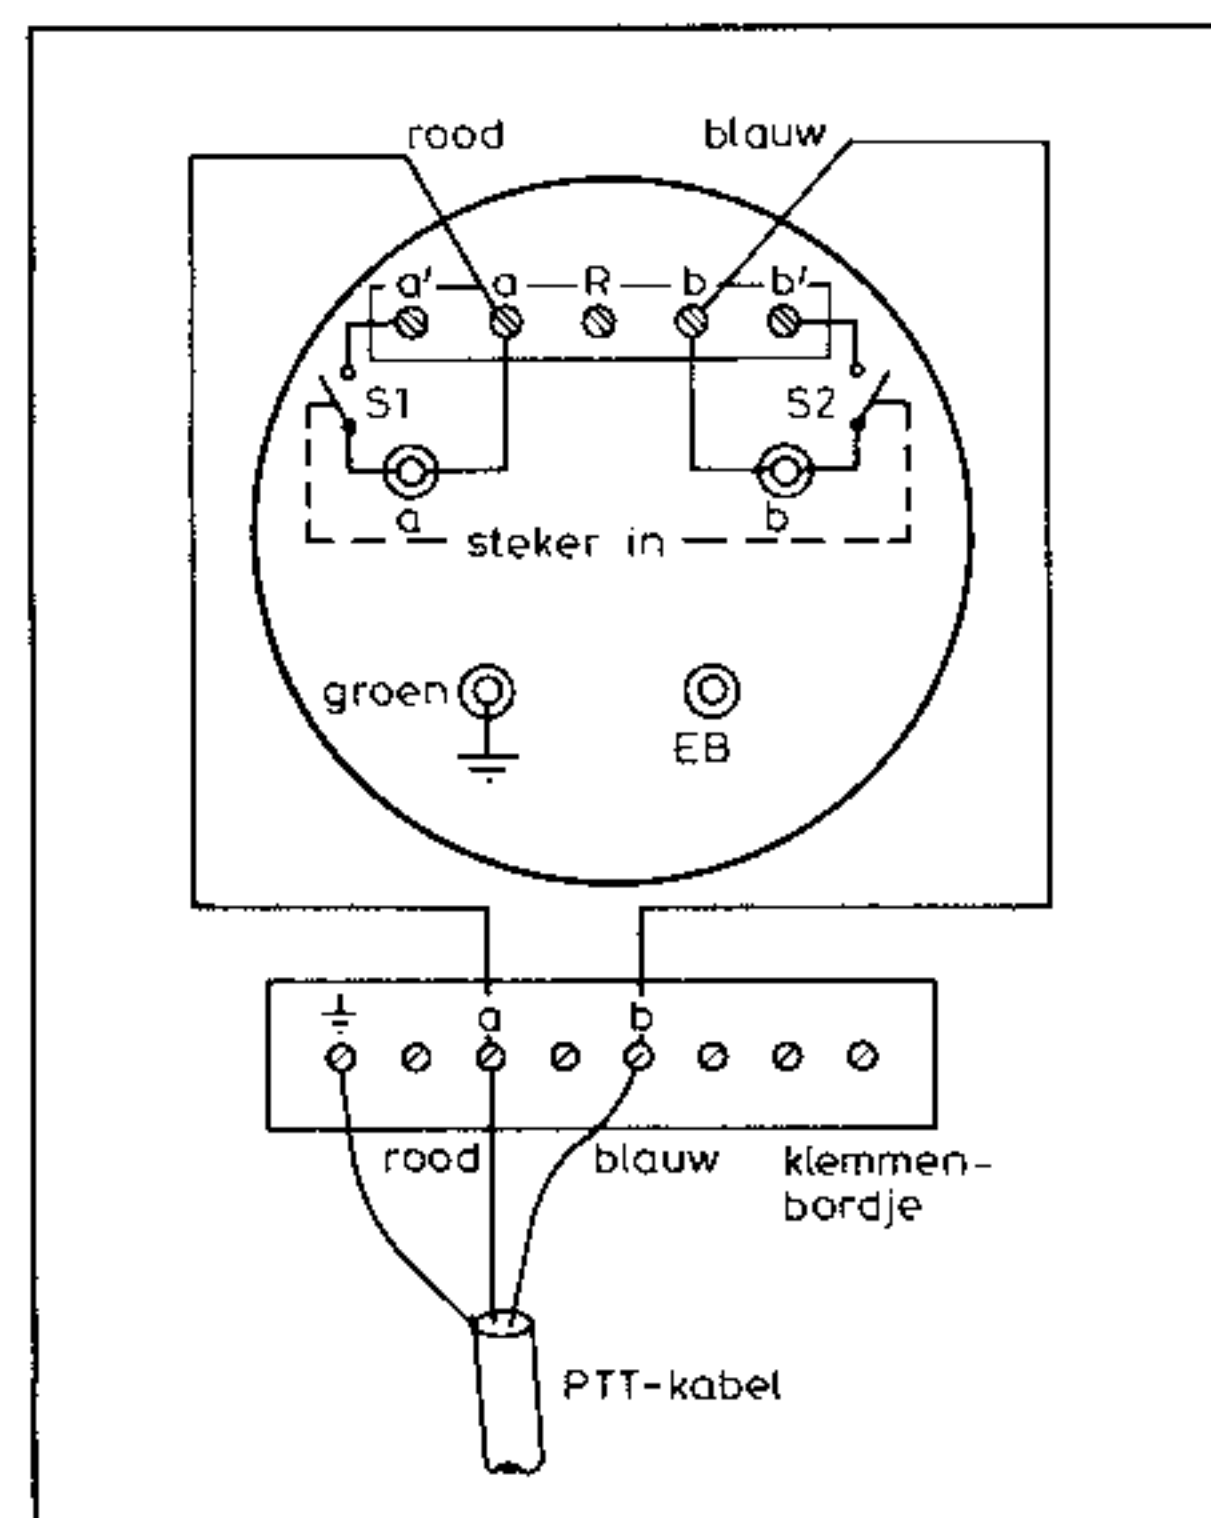 rood blauw
a' a R b b'
S1 S2
a b
steker in
groen
EB
a b
rood blauw klemmen-
bordje
PTT-kabel